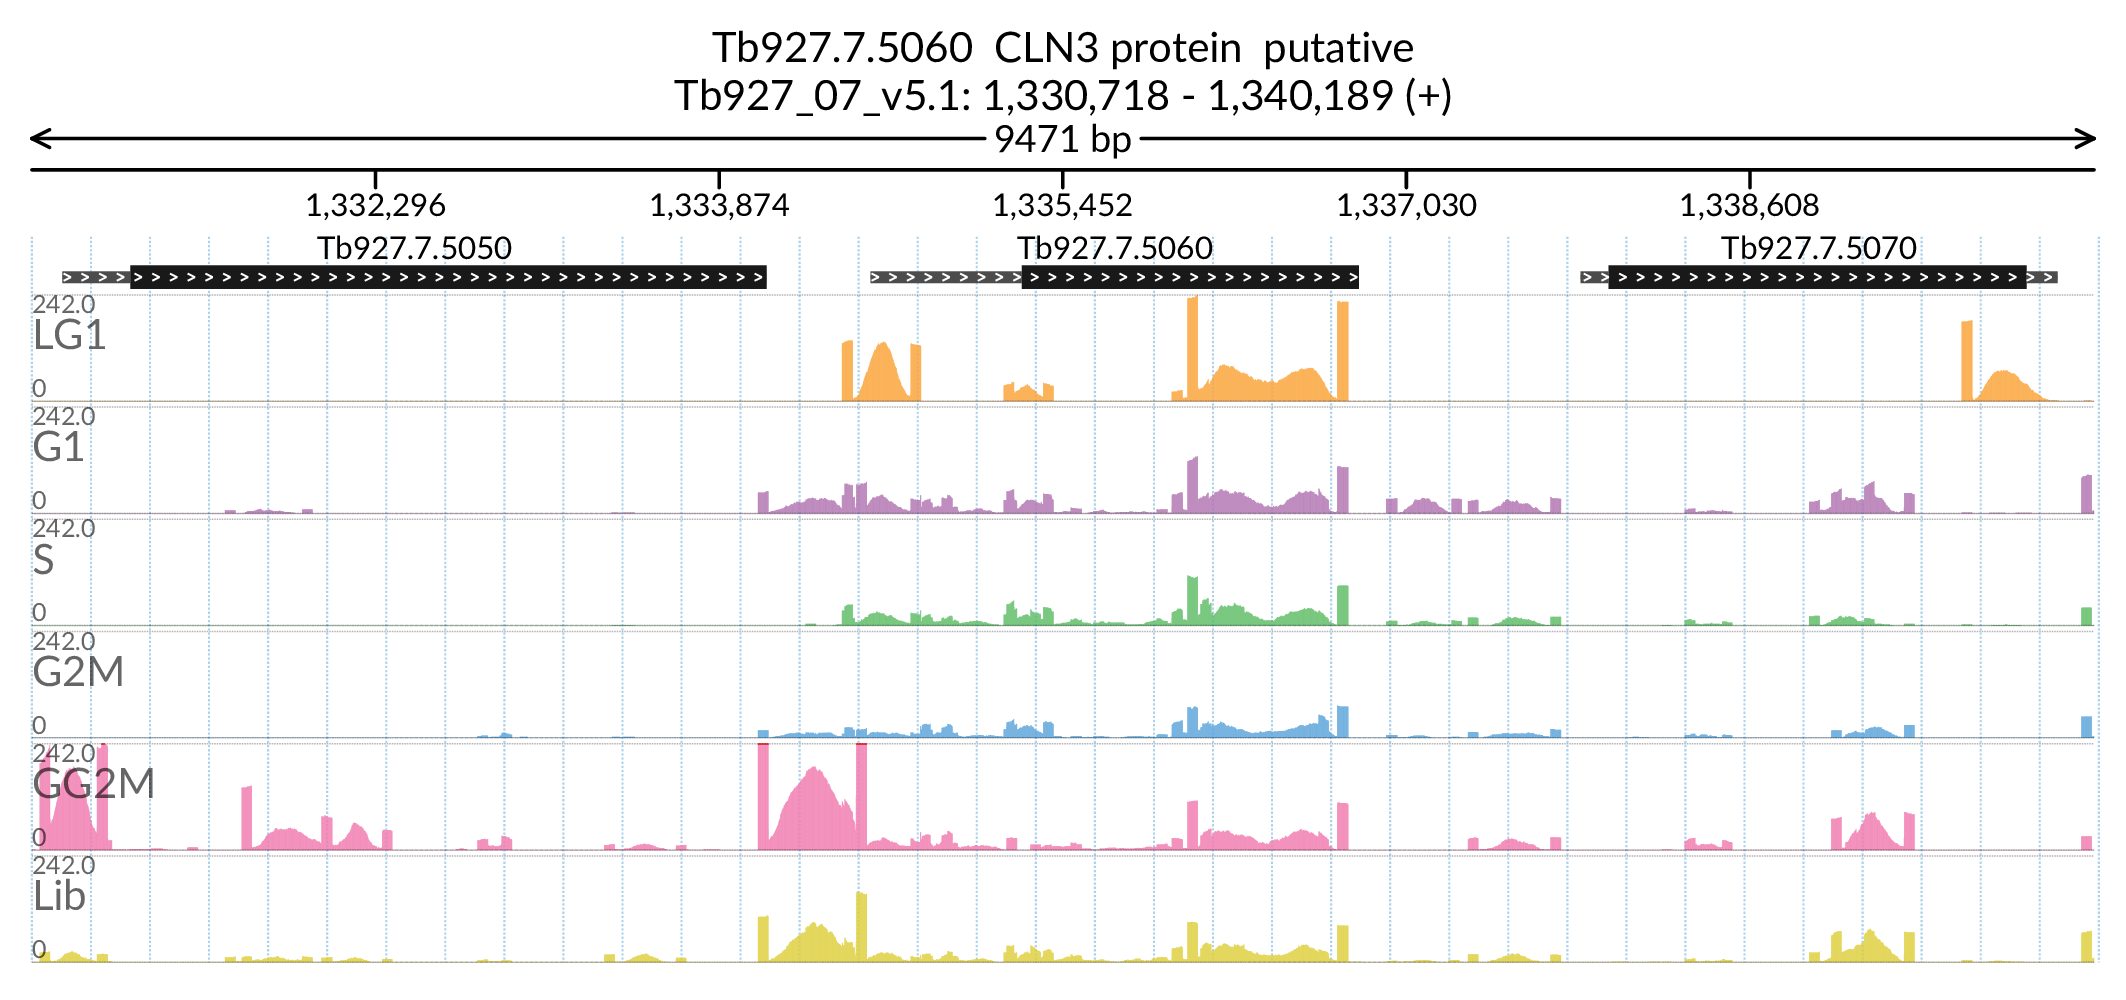 Tb927.7.5060 CLN3 protein putative
Tb927_07_v5.1: 1,330,718 - 1,340,189 (+)
9471 bp
1,332,296 1,333,874 1,335,452 1,337,030 1,338,608
Tb927.7.5050 Tb927.7.5060 Tb927.7.5070
242.0
LG1
0
242.0
G1
0
242.0
S
0
242.0
G2M
0
242.0
GG2M
0
242.0
Lib
0